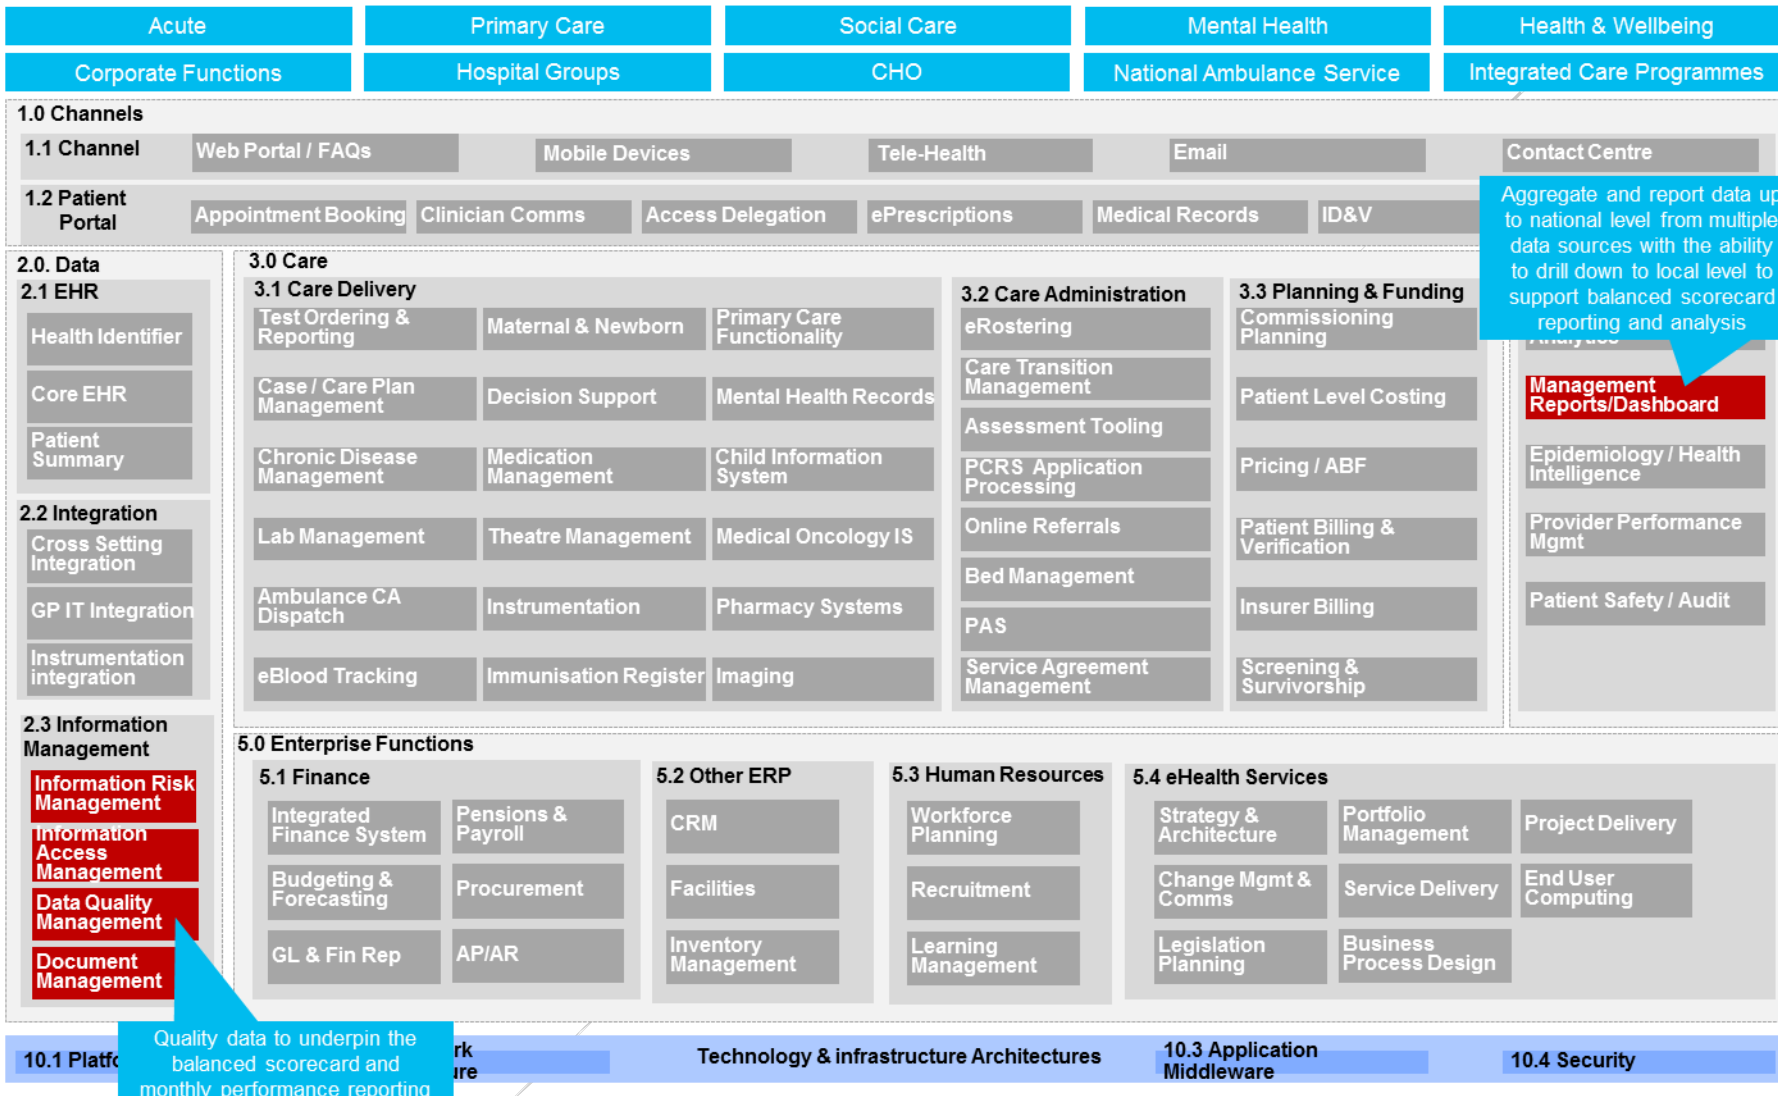 Acute
Primary Care
Social Care
Mental Health
Health & Wellbeing
Corporate Functions
Hospital Groups
CHO
National Ambulance Service
Integrated Care Programmes
1.0 Channels
1.1 Channel
Web Portal / FAQs
Mobile Devices
Tele-Health
Email
Contact Centre
1.2 Patient
Portal
Appointment Booking
Clinician Comms
Access Delegation
ePrescriptions
Medical Records
ID&V
Aggregate and report data up
to national level from multiple
data sources with the ability
to drill down to local level to
support balanced scorecard
reporting and analysis
2.0. Data
2.1 EHR
Health Identifier
Core EHR
Patient
Summary
2.2 Integration
Cross Setting
Integration
GP IT Integration
Instrumentation
integration
2.3 Information
Management
Information Risk
Management
Information
Access
Management
Data Quality
Management
Document
Management
Quality data to underpin the
balanced scorecard and
monthly performance reporting
3.0 Care
3.1 Care Delivery
Test Ordering &
Reporting
Maternal & Newborn
Primary Care
Functionality
Case / Care Plan
Management
Decision Support
Mental Health Records
Chronic Disease
Management
Medication
Management
Child Information
System
Lab Management
Theatre Management
Medical Oncology IS
Ambulance CA
Dispatch
Instrumentation
Pharmacy Systems
eBlood Tracking
Immunisation Register
Imaging
3.2 Care Administration
eRostering
Care Transition
Management
Assessment Tooling
PCRS Application
Processing
Online Referrals
Bed Management
PAS
Service Agreement
Management
3.3 Planning & Funding
Commissioning
Planning
Patient Level Costing
Pricing / ABF
Patient Billing &
Verification
Insurer Billing
Screening &
Survivorship
Analytics
Management
Reports/Dashboard
Epidemiology / Health
Intelligence
Provider Performance
Mgmt
Patient Safety / Audit
5.0 Enterprise Functions
5.1 Finance
Integrated
Finance System
Pensions &
Payroll
Budgeting &
Forecasting
Procurement
GL & Fin Rep
AP/AR
5.2 Other ERP
CRM
Facilities
Inventory
Management
5.3 Human Resources
Workforce
Planning
Recruitment
Learning
Management
5.4 eHealth Services
Strategy &
Architecture
Portfolio
Management
Project Delivery
Change Mgmt &
Comms
Service Delivery
End User
Computing
Legislation
Planning
Business
Process Design
10.1
Technology & infrastructure Architectures
10.3 Application
Middleware
10.4 Security